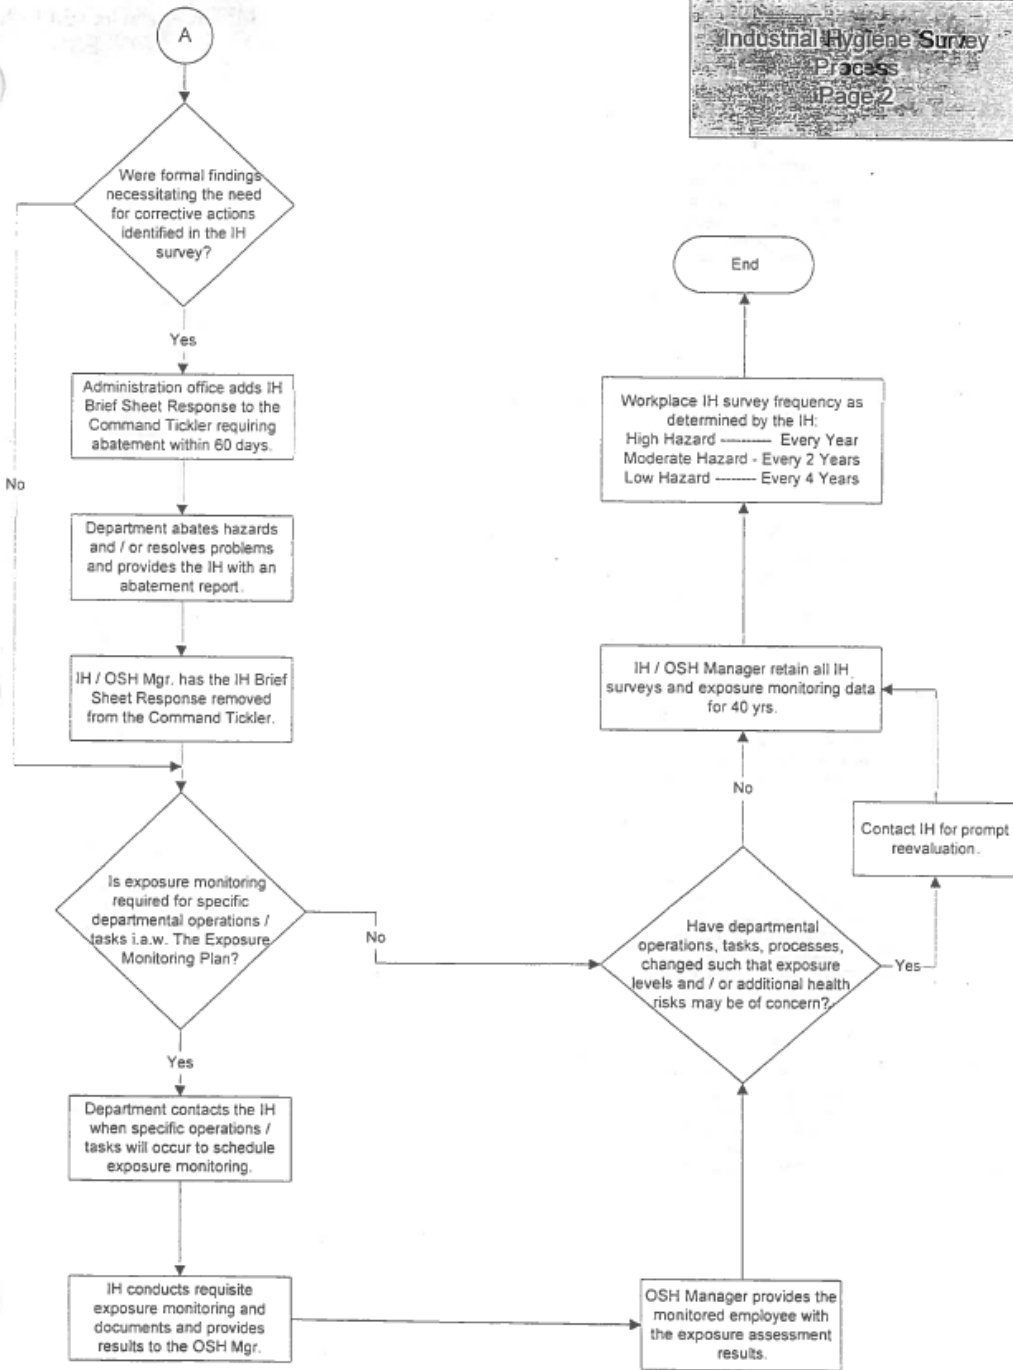 A
Industrial Hygiene Survey
Process
Page 2
Were formal findings
necessitating the need
for corrective actions
identified in the IH
survey?
End
Yes
Administration office adds IH
Brief Sheet Response to the
Command Tickler requiring
abatement within 60 days.
Workplace IH survey frequency as
determined by the IH:
High Hazard ---------- Every Year
Moderate Hazard - Every 2 Years
Low Hazard -------- Every 4 Years
No
Department abates hazards
and / or resolves problems
and provides the IH with an
abatement report.
IH / OSH Mgr. has the IH Brief
Sheet Response removed
from the Command Tickler.
IH / OSH Manager retain all IH
surveys and exposure monitoring data
for 40 yrs.
No
Contact IH for prompt
reevaluation.
Is exposure monitoring
required for specific
departmental operations /
tasks i.a.w. The Exposure
Monitoring Plan?
No
Have departmental
operations, tasks, processes,
changed such that exposure
levels and / or additional health
risks may be of concern?
Yes
Yes
Department contacts the IH
when specific operations /
tasks will occur to schedule
exposure monitoring.
IH conducts requisite
exposure monitoring and
documents and provides
results to the OSH Mgr.
OSH Manager provides the
monitored employee with
the exposure assessment
results.